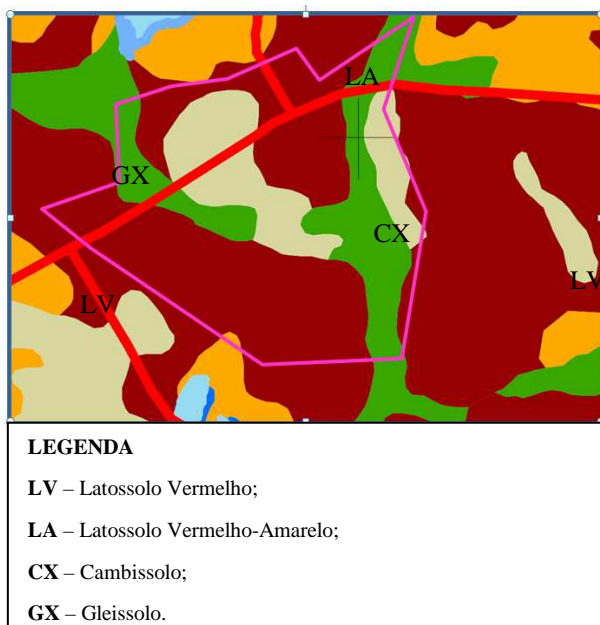 LA
GX
CX
LV
LV
LEGENDA
LV – Latossolo Vermelho;
LA – Latossolo Vermelho-Amarelo;
CX – Cambissolo;
GX – Gleissolo.